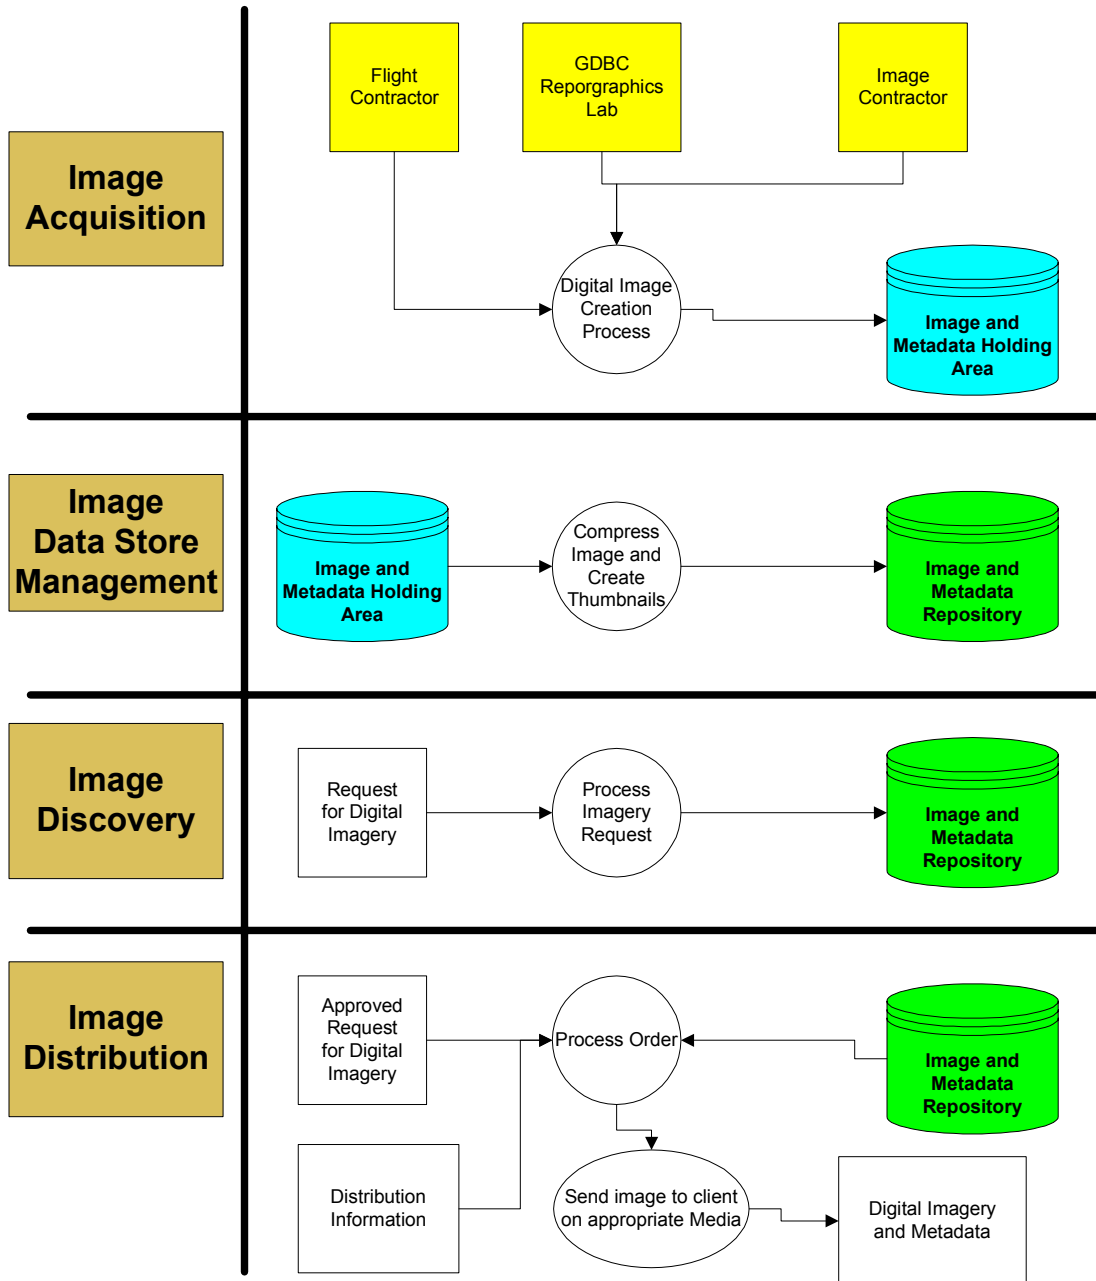 Flight
Contractor
GDBC
Reporgraphics
Lab
Image
Contractor
Image
Acquisition
Digital Image
Creation
Process
Image and
Metadata Holding
Area
Image
Data Store
Management
Image and
Metadata Holding
Area
Compress
Image and
Create
Thumbnails
Image and
Metadata
Repository
Image
Discovery
Request
for Digital
Imagery
Process
Imagery
Request
Image and
Metadata
Repository
Image
Distribution
Approved
Request
for Digital
Imagery
Process Order
Image and
Metadata
Repository
Distribution
Information
Send image to client
on appropriate Media
Digital Imagery
and Metadata